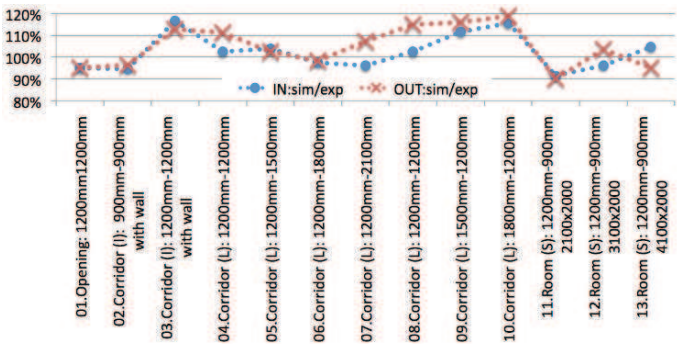 120%
110%
100%
90%
80%
IN:sim/exp
OUT:sim/exp
01.Opening: 1200mm1200mm
02.Corridor (I): 900mm-900mm
with wall
03.Corridor (I): 1200mm-1200mm
with wall
04.Corridor (L): 1200mm-1200mm
05.Corridor (L): 1200mm-1500mm
06.Corridor (L): 1200mm-1800mm
07.Corridor (L): 1200mm-2100mm
08.Corridor (L): 1200mm-1200mm
09.Corridor (L): 1500mm-1200mm
10.Corridor (L): 1800mm-1200mm
11.Room (S): 1200mm-900mm
2100x2000
12.Room (S): 1200mm-900mm
3100x2000
13.Room (S): 1200mm-900mm
4100x2000